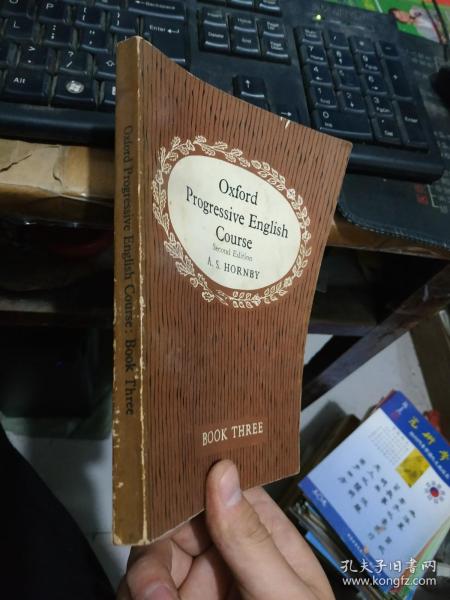 Oxford
Progressive English
Course
Second Edition
A. S. HORNBY
BOOK THREE
Oxford Progressive English Course: Book Three
孔夫子旧书网
www.kongfz.com